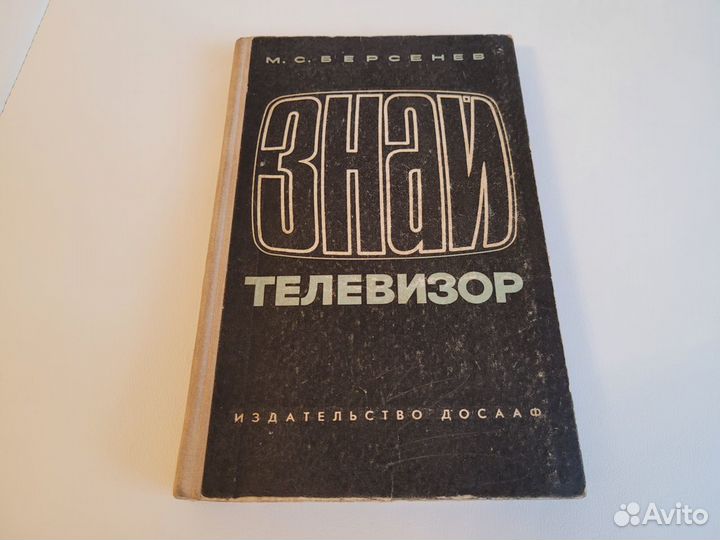 М.С.БЕРСЕНЕВ
ЗНАЙ
ТЕЛЕВИЗОР
ИЗДАТЕЛЬСТВО ДОСААФ
Avito